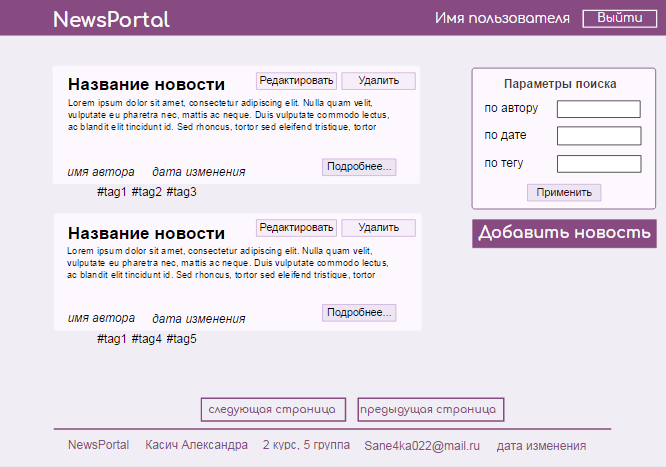 NewsPortal
Имя пользователя
Выйти
Название новости
Редактировать
Удалить
Lorem ipsum dolor sit amet, consectetur adipiscing elit. Nulla quam velit,
vulputate eu pharetra nec, mattis ac neque. Duis vulputate commodo lectus,
ac blandit elit tincidunt id. Sed rhoncus, tortor sed eleifend tristique, tortor
имя автора
дата изменения
Подробнее...
#tag1 #tag2 #tag3
Название новости
Редактировать
Удалить
Lorem ipsum dolor sit amet, consectetur adipiscing elit. Nulla quam velit,
vulputate eu pharetra nec, mattis ac neque. Duis vulputate commodo lectus,
ac blandit elit tincidunt id. Sed rhoncus, tortor sed eleifend tristique, tortor
имя автора
дата изменения
Подробнее...
#tag1 #tag4 #tag5
Параметры поиска
по автору
по дате
по тегу
Применить
Добавить новость
следующая страница
предыдущая страница
NewsPortal
Касич Александра
2 курс, 5 группа
Sane4ka022@mail.ru
дата изменения